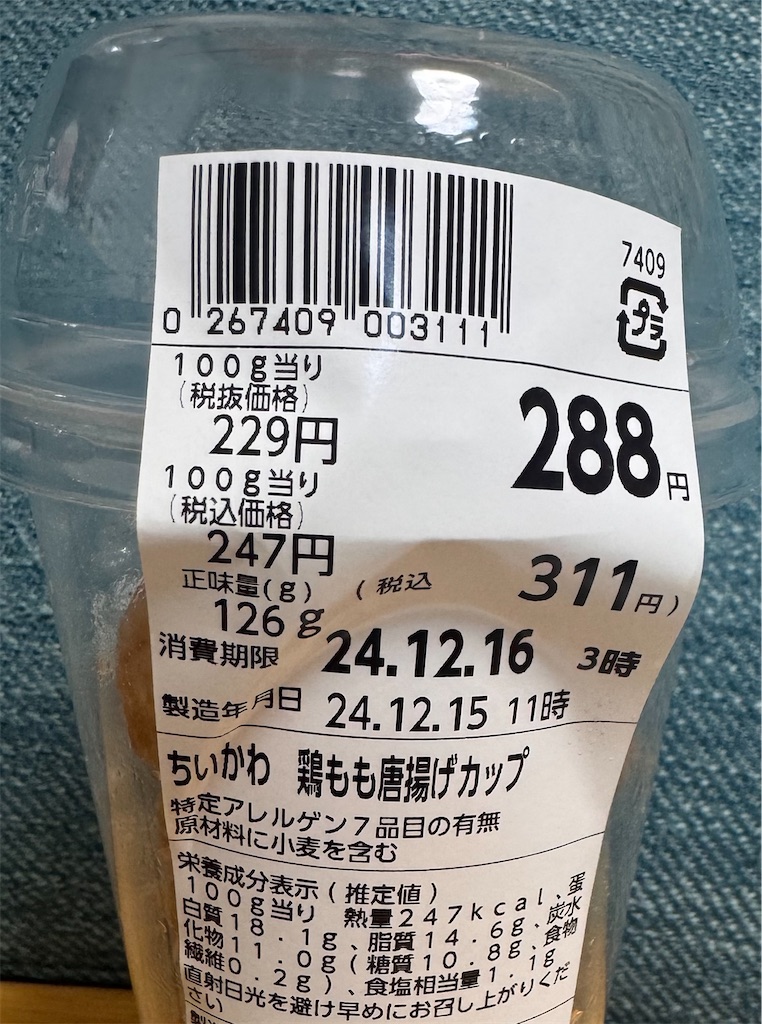 0 267409 003111
7409
プラ
100g当り
(税抜価格)
229円
288円
100g当り
(税込価格)
247円
正味量(g)
126g
(税込 311円)
消費期限 24.12.16 3時
製造年月日 24.12.15 11時
ちいかわ 鶏もも唐揚げカップ
特定アレルゲン7品目の有無
原材料に小麦を含む
栄養成分表示(推定値)
100g当り 熱量247kcal、蛋
白質18.1g、脂質14.6g、炭水
化物11.0g(糖質10.8g、食物
繊維0.2g)、食塩相当量1.1g
直射日光を避け早めにお召し上がりくだ
さい